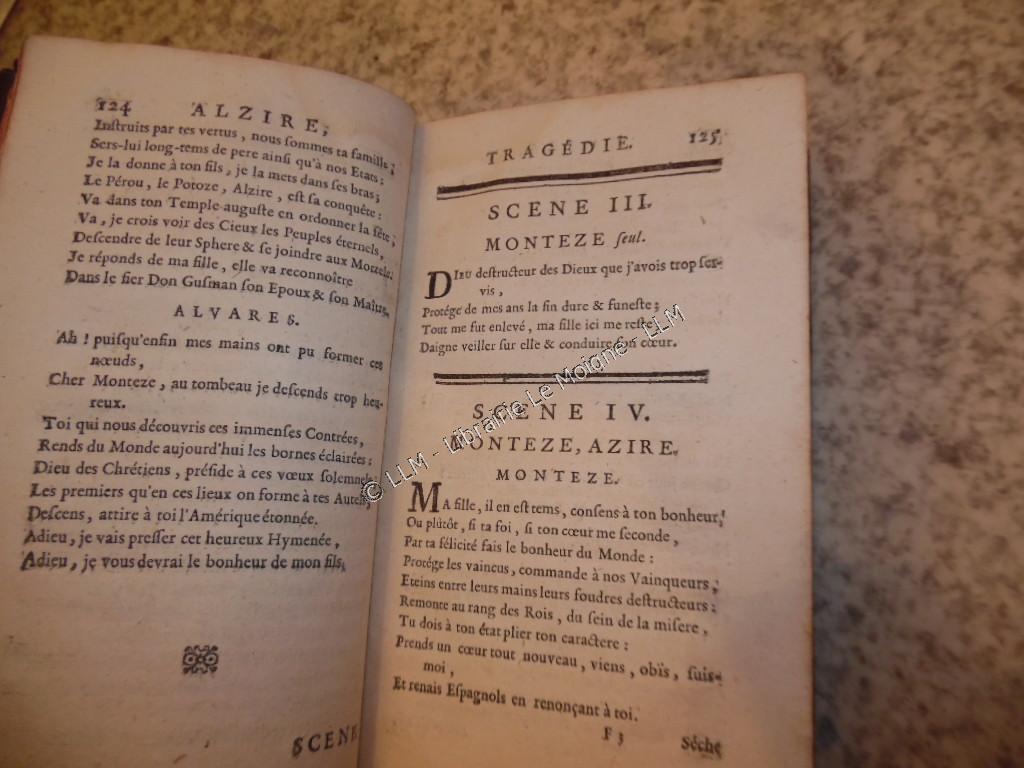 124 ALZIRE,
Inſtruits par tes vertus, nous ſommes ta famille;
Sers-lui long-tems de pere ainſi qu'à nos Etats:
Je la donne à ton fils, je la mets dans ſes bras;
Le Pérou, le Potoze, Alzire, eſt ſa conquête:
Va dans ton Temple auguſte en ordonner la fête;
Va, je crois voir des Cieux les Peuples éternels,
Deſcendre de leur Sphere & ſe joindre aux Mortels.
Je réponds de ma fille, elle va reconnoître
Dans le fier Don Guſman ſon Epoux & ſon Maître.
ALVARES.
Ah ! puiſqu'enfin mes mains ont pu former ces
nœuds,
Cher Monteze, au tombeau je deſcends trop heu-
reux.
Toi qui nous découvris ces immenſes Contrées,
Rends du Monde aujourd'hui les bornes éclairées:
Dieu des Chrétiens, préſide à ces vœux ſolemnels
Les premiers qu'en ces lieux on forme à tes Autels,
Deſcens, attire à toi l'Amérique étonnée.
Adieu, je vais preſſer cet heureux Hymenée,
Adieu, je vous devrai le bonheur de mon fils.
SCENE
TRAGÉDIE. 125
SCENE III.
MONTEZE ſeul.
DIEU deſtructeur des Dieux que j'avois trop ſer-
vis,
Protége de mes ans la fin dure & funeſte;
Tout me fut enlevé, ma fille ici me reſte,
Daigne veiller ſur elle & conduire ſon cœur.
SCENE IV.
MONTEZE, AZIRE.
MONTEZE.
MA fille, il en eſt tems, conſens à ton bonheur;
Ou plûtôt, ſi ta foi, ſi ton cœur me ſeconde,
Par ta félicité fais le bonheur du Monde:
Protége les vaincus, commande à nos Vainqueurs;
Eteins entre leurs mains leurs foudres deſtructeurs;
Remonte au rang des Rois, du ſein de la miſere,
Tu dois à ton état plier ton caractere:
Prends un cœur tout nouveau, viens, obïs, ſuis-
moi,
Et renais Eſpagnols en renonçant à toi.
F 3 Séche
© LLM - Librairie Le Moigne - LLM